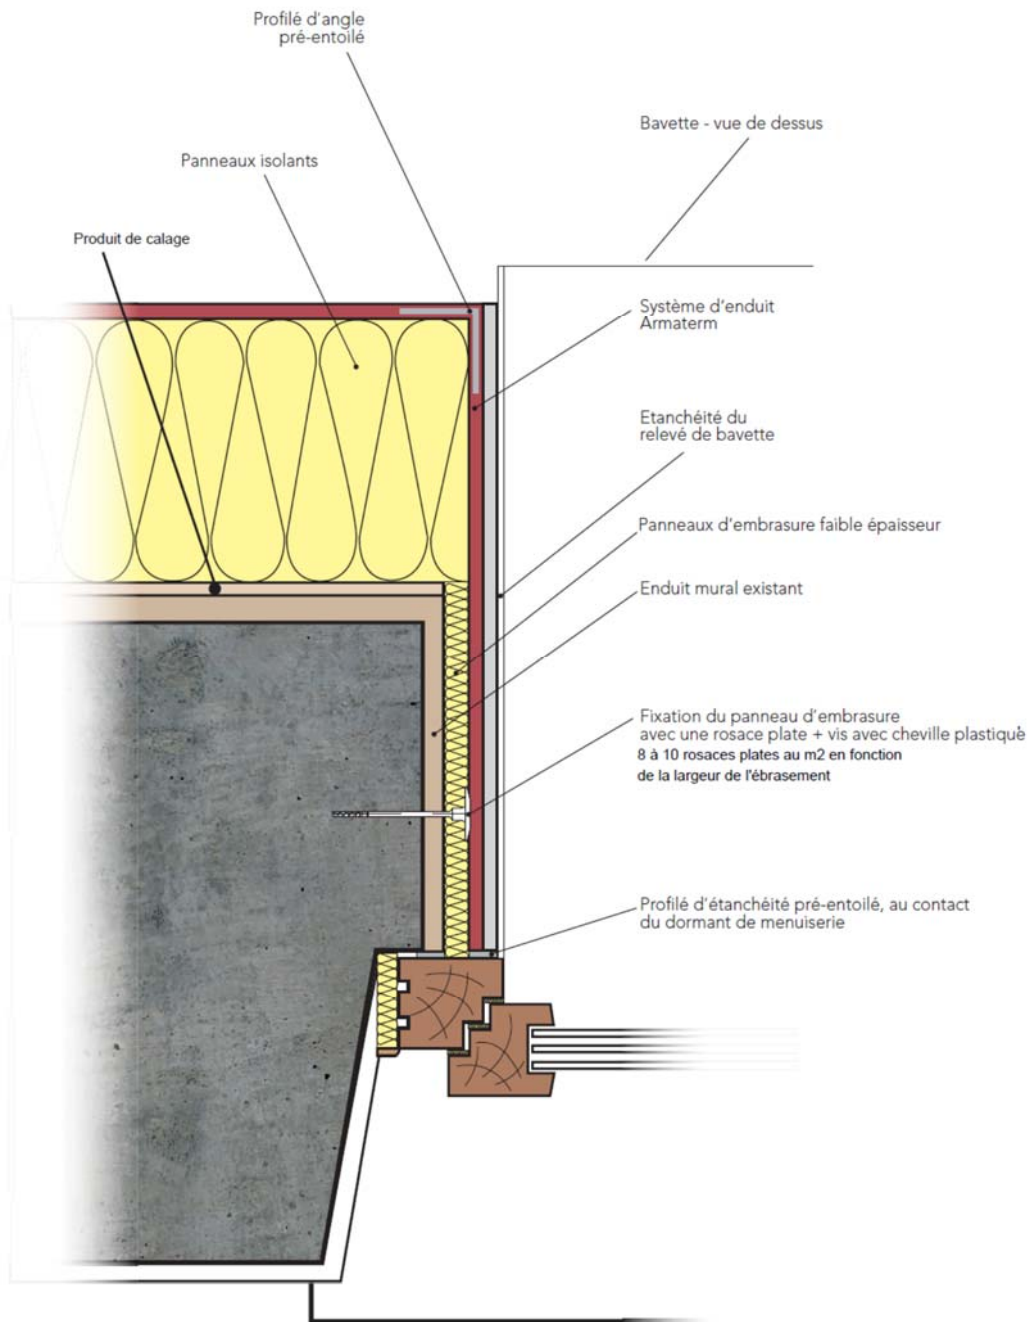 Profilé d'angle
pré-entoilé
Bavette - vue de dessus
Panneaux isolants
Produit de calage
Système d'enduit
Armaterm
Etanchéité du
relevé de bavette
Panneaux d'embrasure faible épaisseur
Enduit mural existant
Fixation du panneau d'embrasure
avec une rosace plate + vis avec cheville plastique
8 à 10 rosaces plates au m2 en fonction
de la largeur de l'ébrasement
Profilé d'étanchéité pré-entoilé, au contact
du dormant de menuiserie